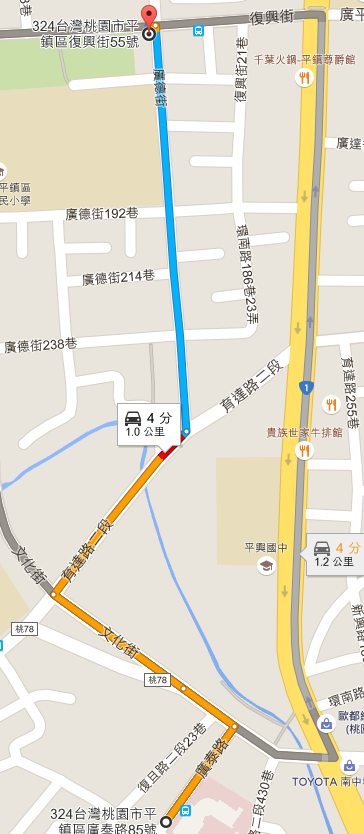 復興街
廣平
324台灣桃園市平
鎮區復興街55號
廣德街
復興街21巷
千葉火鍋-平鎮尊爵館
廣達
平鎮區
民小學
廣德街192巷
環南路186巷23弄
廣德街214巷
廣德街238巷
育達路二段
1
育達路255巷
4 分
1.0 公里
貴族世家牛排館
平興國中
4 分
1.2 公里
文化街
育達路二段
桃78
文化街
桃78
新興路
環南路
歐都納
(桃
復旦路二段23巷
廣泰路
TOYOTA 南中
二段430巷
324台灣桃園市平
鎮區廣泰路85號